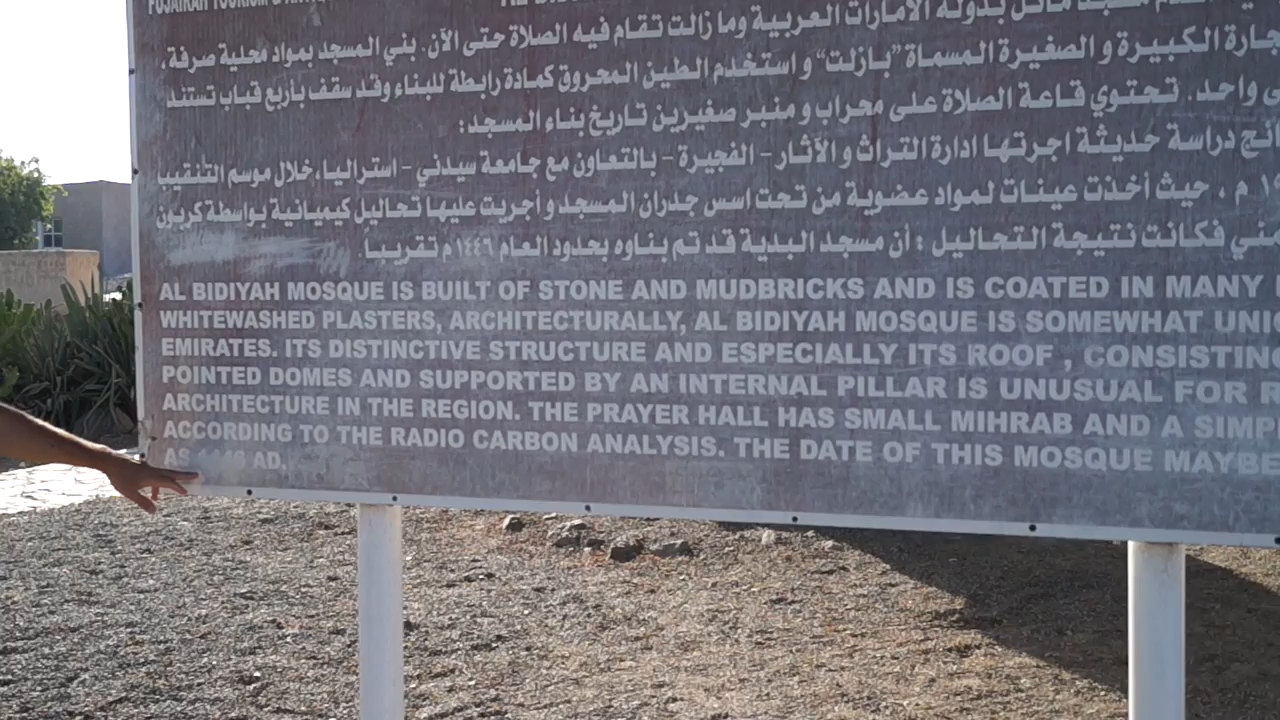 FUJAIRAH TOURISM &
بدولة الامارات العربية وما زالت تقام فيه الصلاة حتى الآن. بني المسجد بمواد محلية صرفة،
الكبيرة و الصغيرة المسماة "بازلت" و استخدم الطين المحروق كمادة رابطة للبناء وقد سقف بأربع قباب تستند
واحد. تحتوي قاعة الصلاة على محراب و منبر صغيرين تاريخ بناء المسجد:
دراسة حديثة اجرتها ادارة التراث و الآثار - الفجيرة - بالتعاون مع جامعة سيدني - استراليا، خلال موسم التنقيب
م ، حيث أخذت عينات لمواد عضوية من تحت اسس جدران المسجد و أجريت عليها تحاليل كيميائية بواسطة كربون
فكانت نتيجة التحاليل : أن مسجد البدية قد تم بناوه بحدود العام ١٤٤٦ م تقريبا.
AL BIDIYAH MOSQUE IS BUILT OF STONE AND MUDBRICKS AND IS COATED IN MANY
WHITEWASHED PLASTERS, ARCHITECTURALLY, AL BIDIYAH MOSQUE IS SOMEWHAT
EMIRATES. ITS DISTINCTIVE STRUCTURE AND ESPECIALLY ITS ROOF , CONSISTING
POINTED DOMES AND SUPPORTED BY AN INTERNAL PILLAR IS UNUSUAL FOR
ARCHITECTURE IN THE REGION. THE PRAYER HALL HAS SMALL MIHRAB AND A
ACCORDING TO THE RADIO CARBON ANALYSIS. THE DATE OF THIS MOSQUE MAYBE
AS 1446 AD.